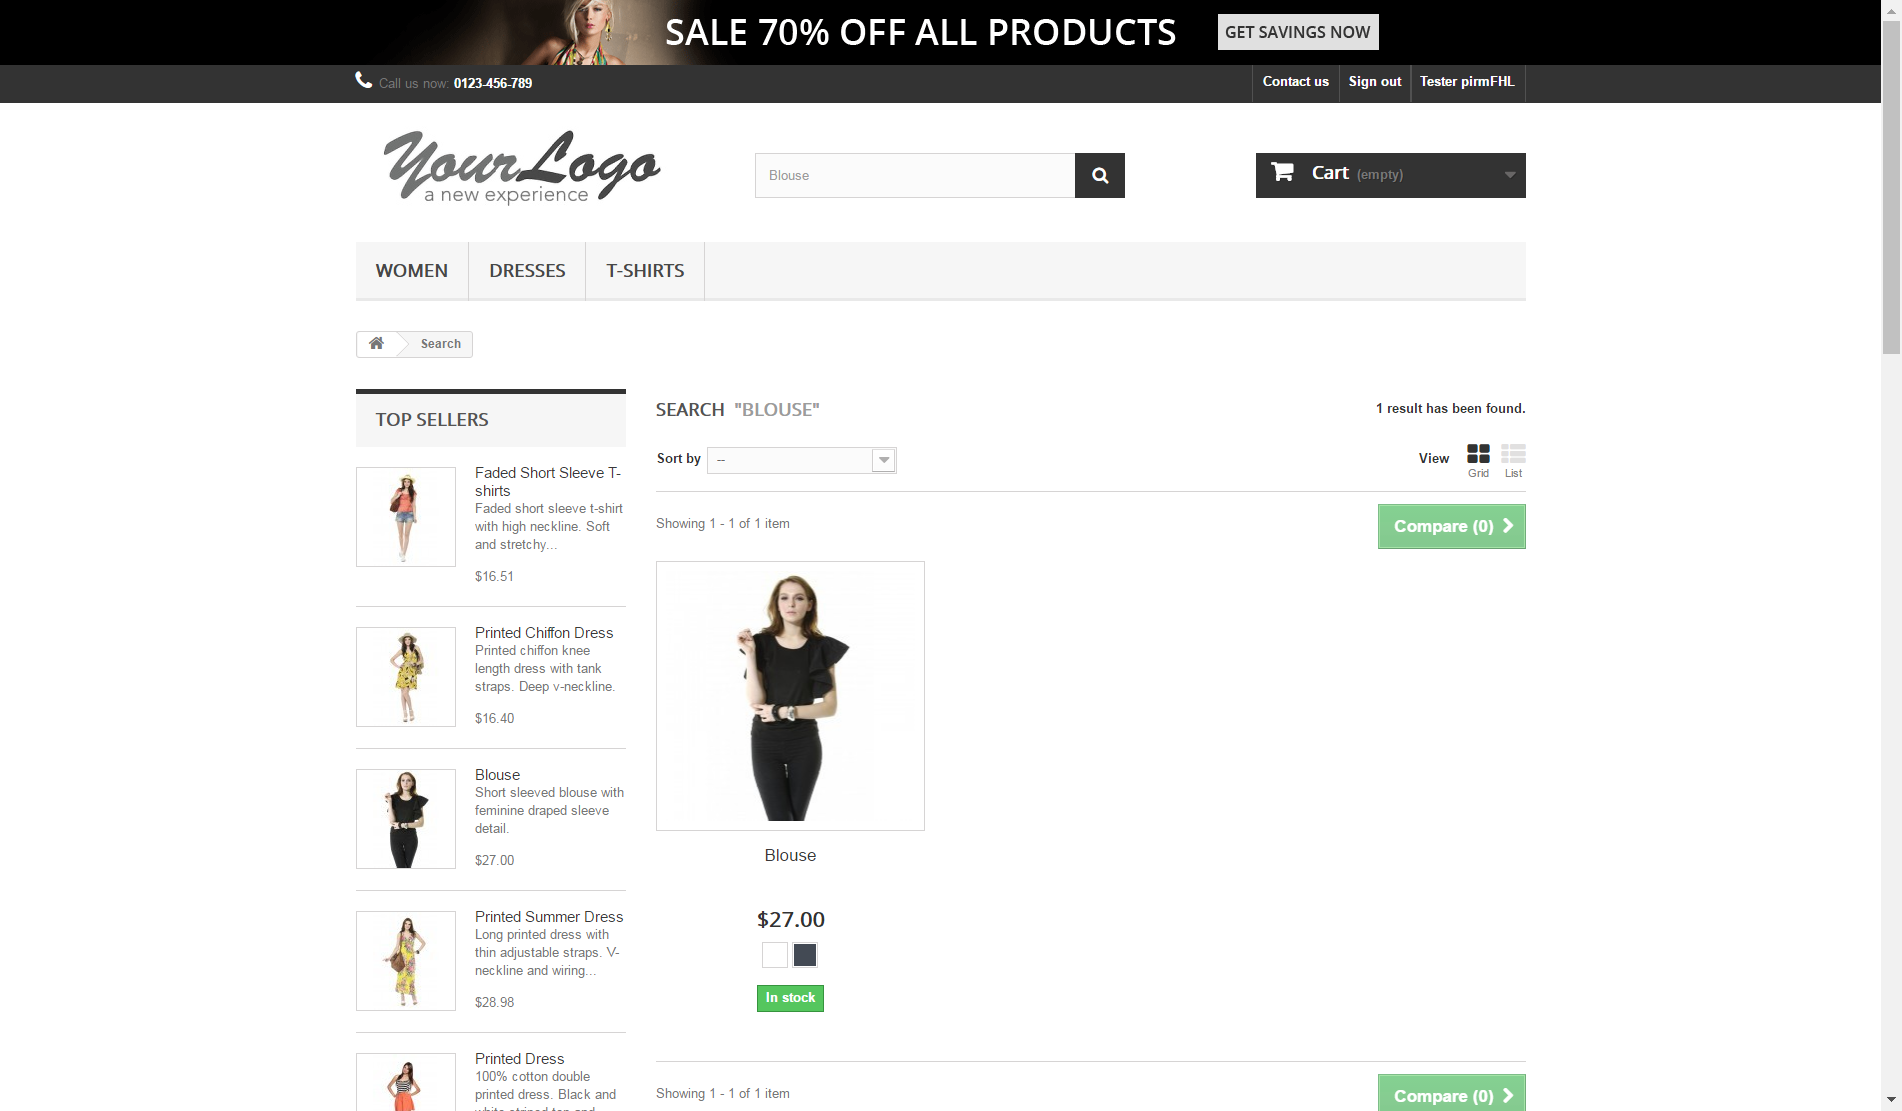 SALE 70% OFF ALL PRODUCTS
GET SAVINGS NOW
Call us now: 0123-456-789
Contact us
Sign out
Tester pirmFHL
YourLogo
a new experience
Blouse
Cart (empty)
WOMEN
DRESSES
T-SHIRTS
Search
TOP SELLERS
Faded Short Sleeve T-
shirts
Faded short sleeve t-shirt
with high neckline. Soft
and stretchy...
$16.51
Printed Chiffon Dress
Printed chiffon knee
length dress with tank
straps. Deep v-neckline.
$16.40
Blouse
Short sleeved blouse with
feminine draped sleeve
detail.
$27.00
Printed Summer Dress
Long printed dress with
thin adjustable straps. V-
neckline and wiring...
$28.98
Printed Dress
100% cotton double
printed dress. Black and
white striped top and
SEARCH "BLOUSE"
1 result has been found.
Sort by
--
View
Grid
List
Showing 1 - 1 of 1 item
Compare (0)
Blouse
$27.00
In stock
Showing 1 - 1 of 1 item
Compare (0)